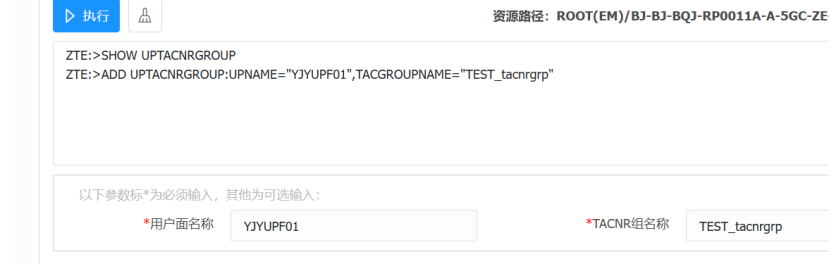 执行
资源路径：ROOT(EM)/BJ-BJ-BQJ-RP0011A-A-5GC-ZE-
ZTE:>SHOW UPTACNRGROUP
ZTE:>ADD UPTACNRGROUP:UPNAME="YJYUPF01",TACGROUPNAME="TEST_tacnrgrp"
以下参数标*为必须输入，其他为可选输入：
*用户面名称 YJYUPF01 *TACNR组名称 TEST_tacnrgrp